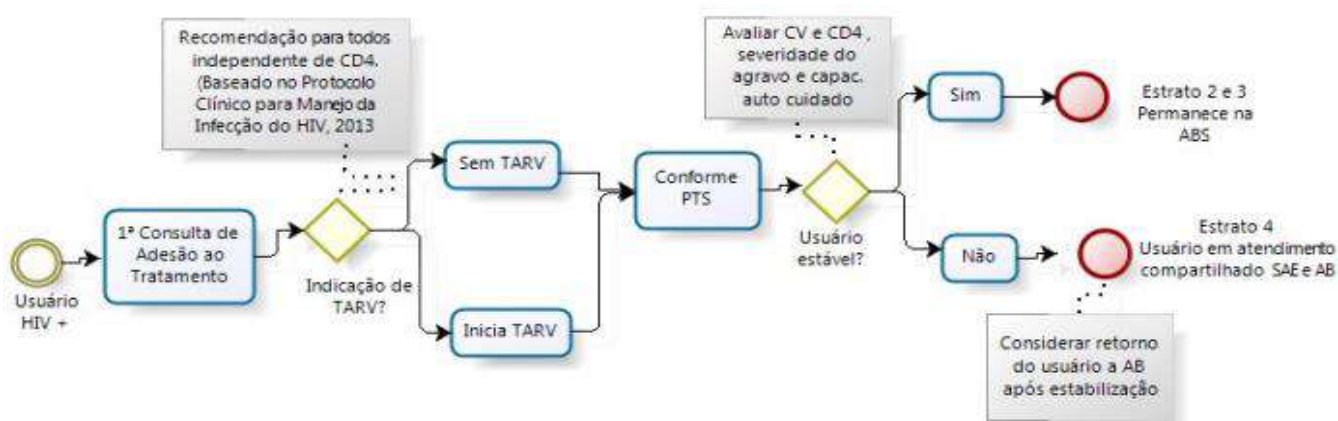 Recomendação para todos
independente de CD4.
(Baseado no Protocolo
Clínico para Manejo da
Infecção do HIV, 2013
Avaliar CV e CD4 ,
severidade do
agravo e capac.
auto cuidado
Usuário
HIV +
1ª Consulta de
Adesão ao
Tratamento
Indicação de
TARV?
Sem TARV
Inicia TARV
Conforme
PTS
Usuário
estável?
Sim
Estrato 2 e 3
Permanece na
ABS
Não
Estrato 4
Usuário em atendimento
compartilhado SAE e AB
Considerar retorno
do usuário a AB
após estabilização